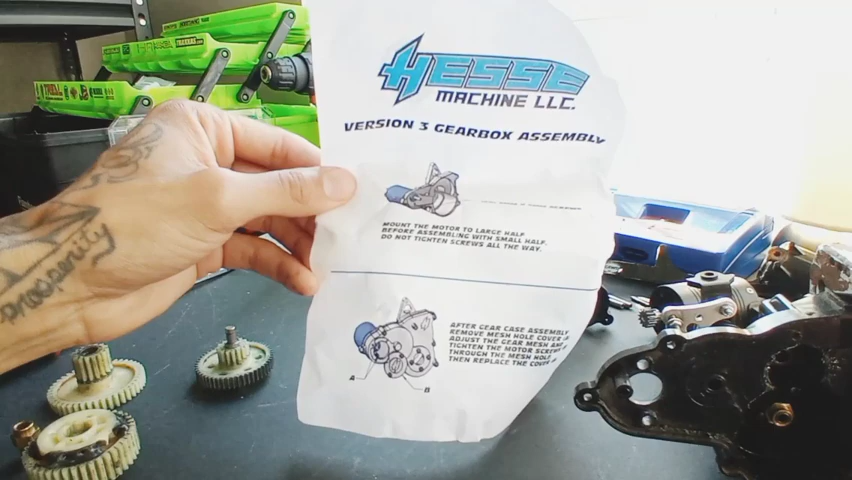 HESSE
MACHINE LLC.
VERSION 3 GEARBOX ASSEMBLY
MOUNT THE MOTOR TO LARGE HALF
BEFORE ASSEMBLING WITH SMALL HALF.
DO NOT TIGHTEN SCREWS ALL THE WAY.
AFTER GEAR CASE ASSEMBLY
REMOVE MESH HOLE COVER
ADJUST THE GEAR MESH AND
TIGHTEN THE MOTOR SCREWS
THROUGH THE MESH HOLE
THEN REPLACE THE COVER
A
B
prosperity